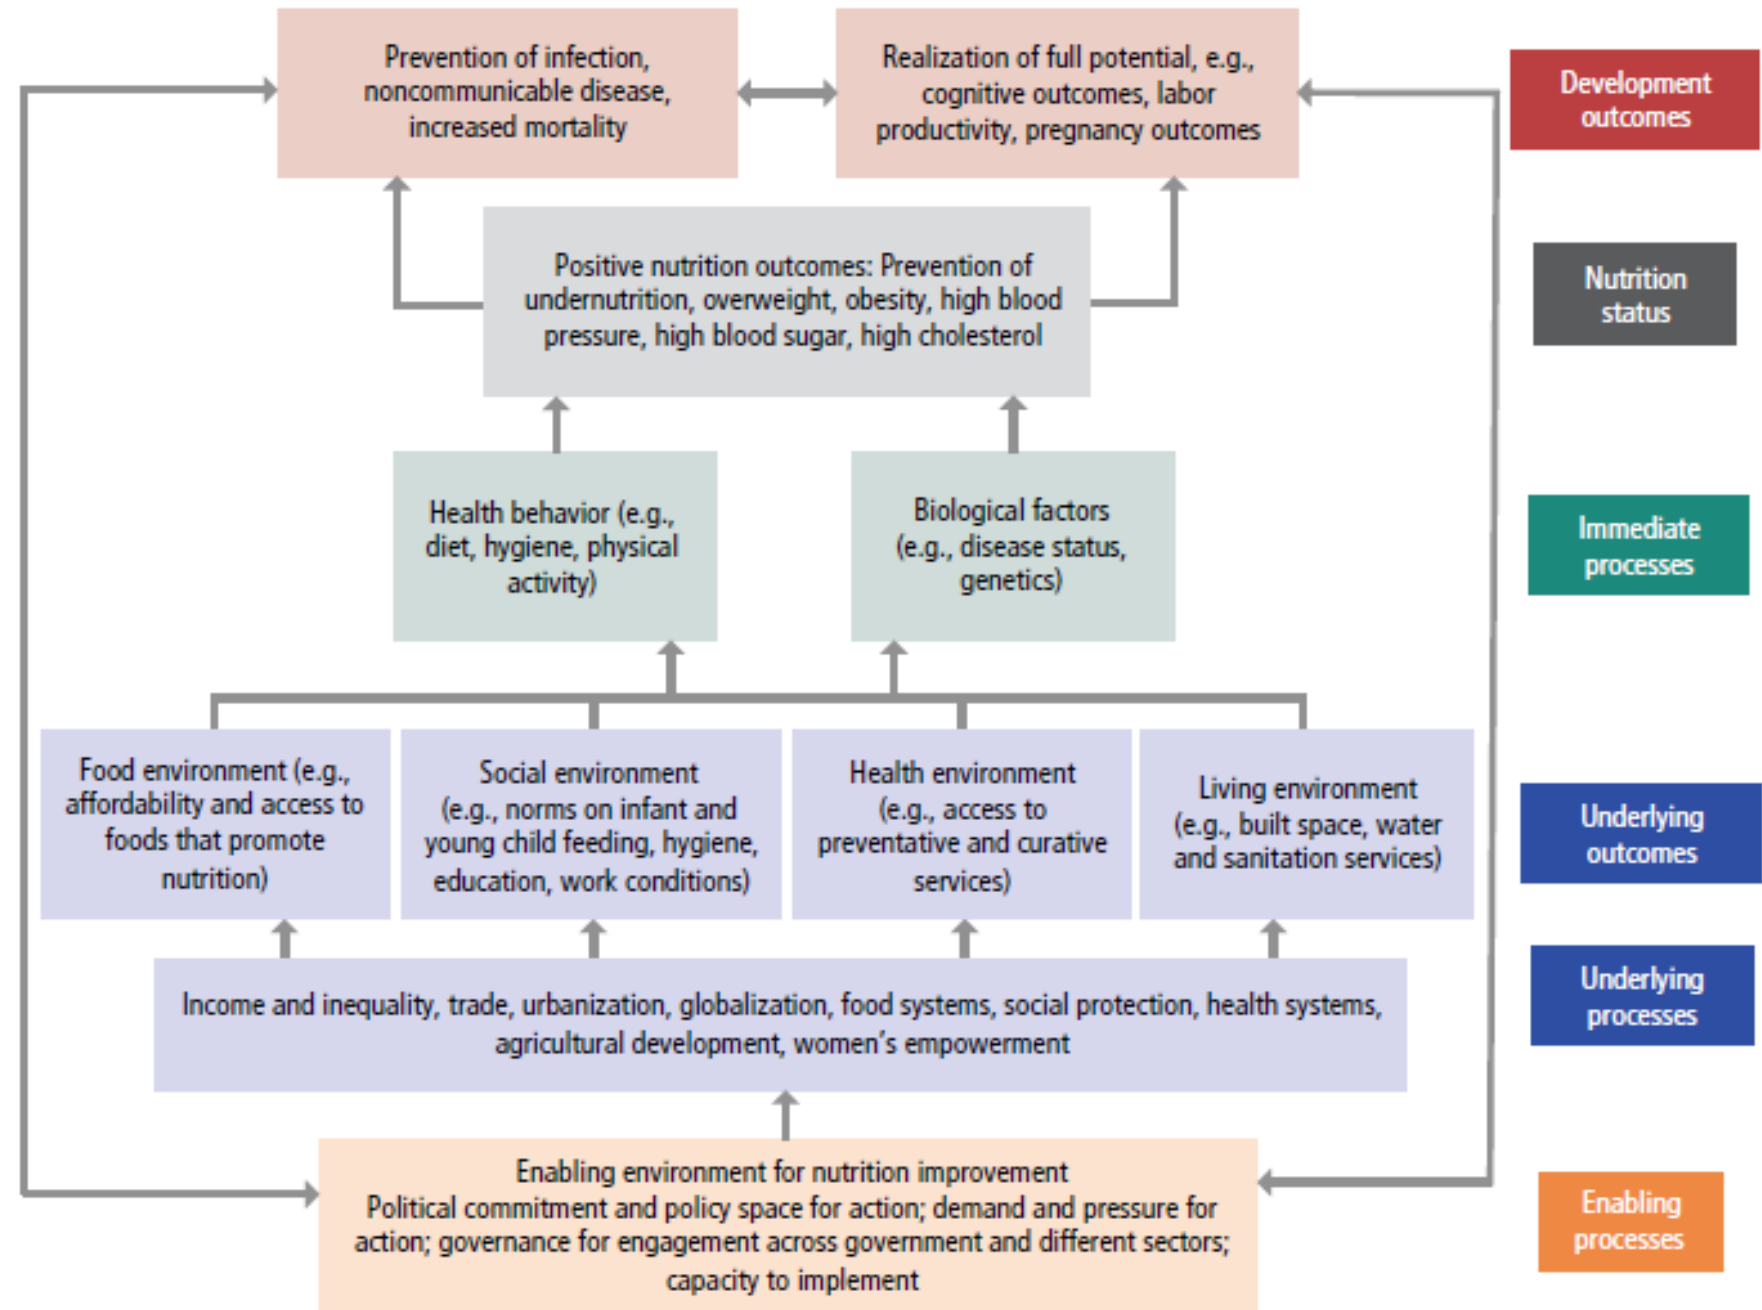 Prevention of infection,
noncommunicable disease,
increased mortality
Realization of full potential, e.g.,
cognitive outcomes, labor
productivity, pregnancy outcomes
Development
outcomes
Positive nutrition outcomes: Prevention of
undernutrition, overweight, obesity, high blood
pressure, high blood sugar, high cholesterol
Nutrition
status
Health behavior (e.g.,
diet, hygiene, physical
activity)
Biological factors
(e.g., disease status,
genetics)
Immediate
processes
Food environment (e.g.,
affordability and access to
foods that promote
nutrition)
Social environment
(e.g., norms on infant and
young child feeding, hygiene,
education, work conditions)
Health environment
(e.g., access to
preventative and curative
services)
Living environment
(e.g., built space, water
and sanitation services)
Underlying
outcomes
Income and inequality, trade, urbanization, globalization, food systems, social protection, health systems,
agricultural development, women’s empowerment
Underlying
processes
Enabling environment for nutrition improvement
Political commitment and policy space for action; demand and pressure for
action; governance for engagement across government and different sectors;
capacity to implement
Enabling
processes